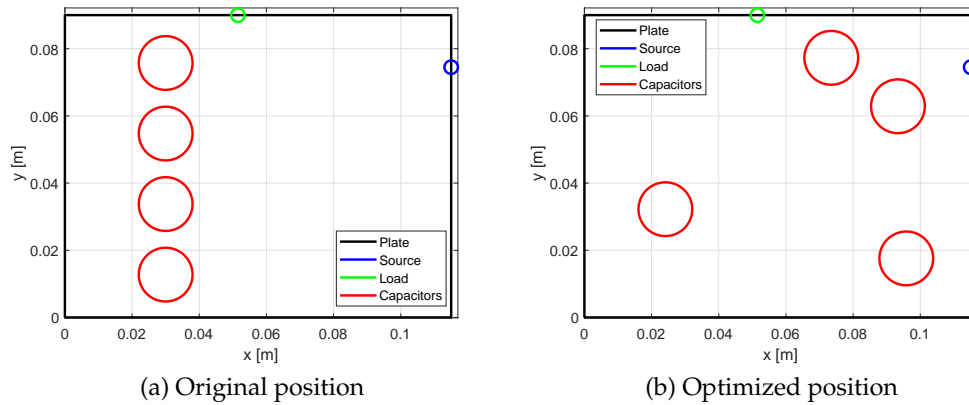 0.08
0.06
0.04
0.02
0
y [m]
0 0.02 0.04 0.06 0.08 0.1
x [m]
Plate
Source
Load
Capacitors
(a) Original position
0.08
0.06
0.04
0.02
0
y [m]
0 0.02 0.04 0.06 0.08 0.1
x [m]
Plate
Source
Load
Capacitors
(b) Optimized position